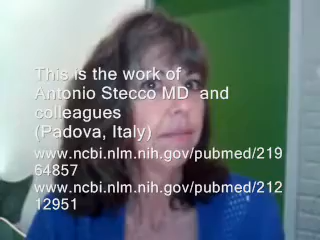 This is the work of
Antonio Stecco MD and
colleagues
(Padova, Italy)
www.ncbi.nlm.nih.gov/pubmed/219
64857
www.ncbi.nlm.nih.gov/pubmed/212
12951